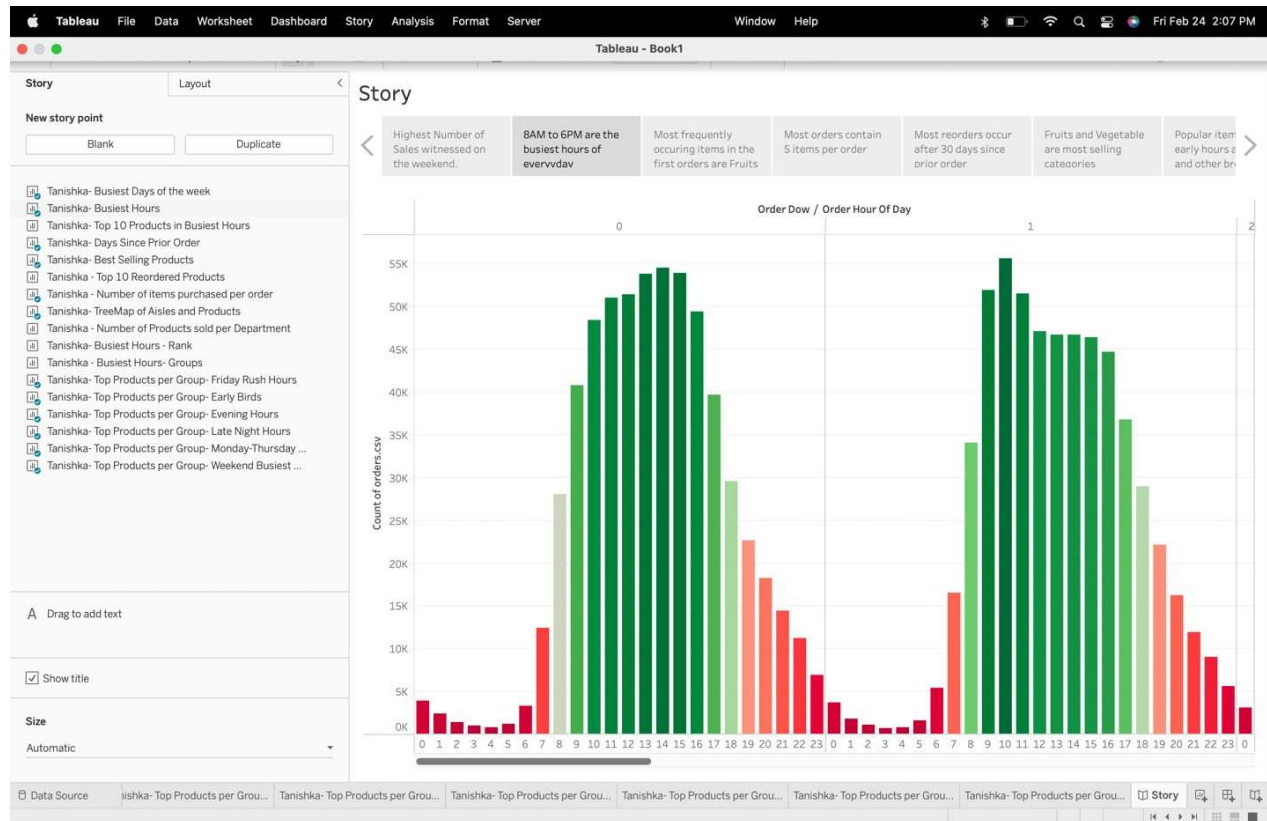 Tableau File Data Worksheet Dashboard Story Analysis Format Server Window Help Fri Feb 24 2:07 PM
Tableau - Book1
Story Layout
New story point
Blank Duplicate
Tanishka- Busiest Days of the week
Tanishka- Busiest Hours
Tanishka- Top 10 Products in Busiest Hours
Tanishka- Days Since Prior Order
Tanishka- Best Selling Products
Tanishka - Top 10 Reordered Products
Tanishka - Number of items purchased per order
Tanishka- TreeMap of Aisles and Products
Tanishka - Number of Products sold per Department
Tanishka- Busiest Hours - Rank
Tanishka - Busiest Hours- Groups
Tanishka- Top Products per Group- Friday Rush Hours
Tanishka- Top Products per Group- Early Birds
Tanishka- Top Products per Group- Evening Hours
Tanishka- Top Products per Group- Late Night Hours
Tanishka- Top Products per Group- Monday-Thursday ...
Tanishka- Top Products per Group- Weekend Busiest ...
A Drag to add text
Show title
Size
Automatic
Story
Highest Number of
Sales witnessed on
the weekend.
8AM to 6PM are the
busiest hours of
everyday
Most frequently
occuring items in the
first orders are Fruits
Most orders contain
5 items per order
Most reorders occur
after 30 days since
prior order
Fruits and Vegetable
are most selling
categories
Popular item
early hours a
and other br
Order Dow / Order Hour Of Day
0 1 2
Count of orders.csv
55K
50K
45K
40K
35K
30K
25K
20K
15K
10K
5K
0K
0 1 2 3 4 5 6 7 8 9 10 11 12 13 14 15 16 17 18 19 20 21 22 23 0 1 2 3 4 5 6 7 8 9 10 11 12 13 14 15 16 17 18 19 20 21 22 23 0
Data Source ishka- Top Products per Grou... Tanishka- Top Products per Grou... Tanishka- Top Products per Grou... Tanishka- Top Products per Grou... Tanishka- Top Products per Grou... Tanishka- Top Products per Grou... Story